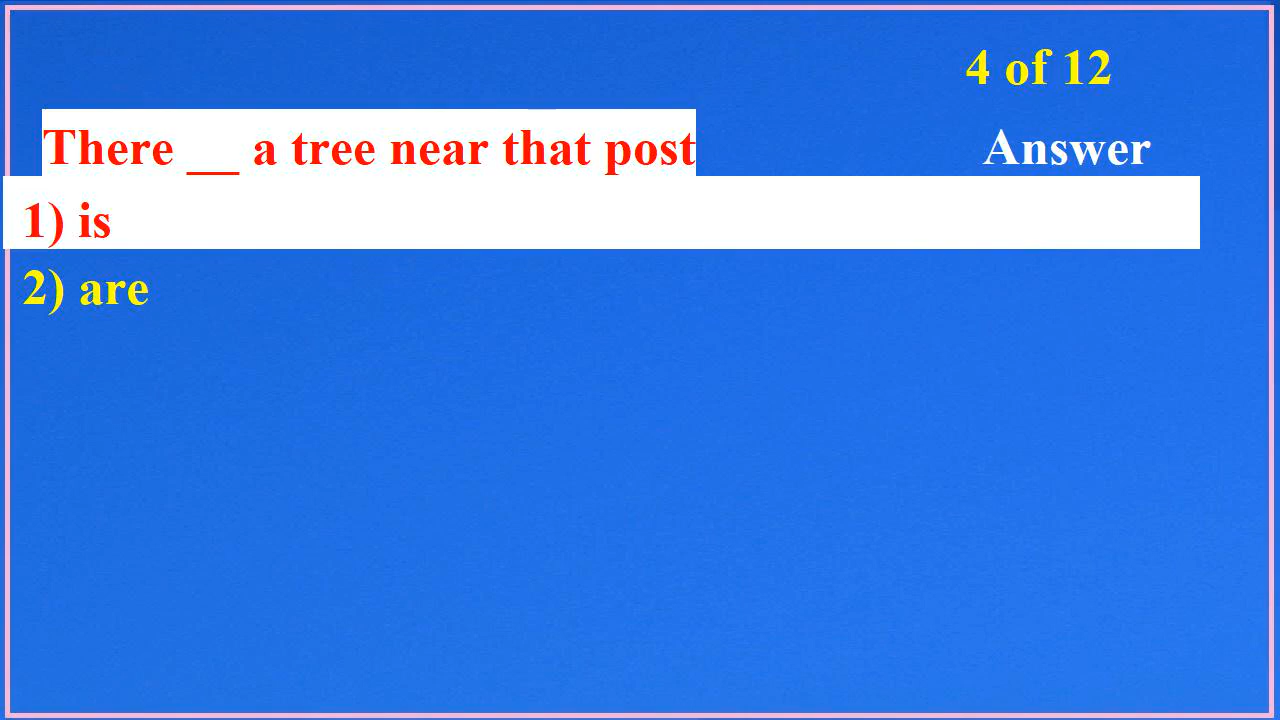 4 of 12
There __ a tree near that post
Answer
1) is
2) are